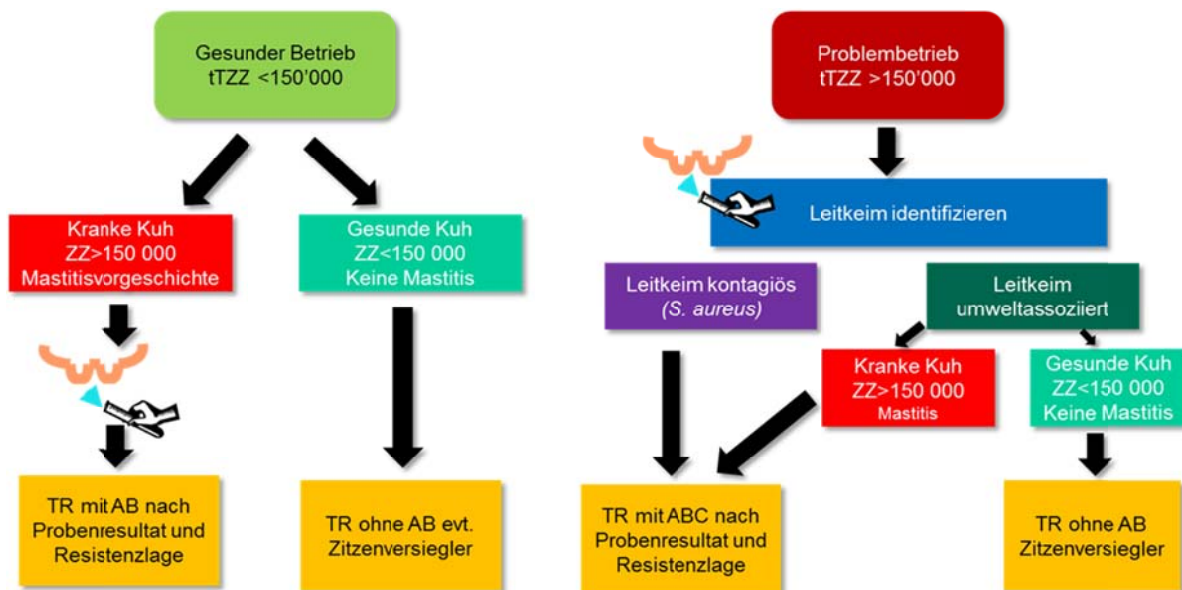 Gesunder Betrieb
tTZZ <150'000
Kranke Kuh
ZZ>150 000
Mastitisvorgeschichte
Gesunde Kuh
ZZ<150 000
Keine Mastitis
TR mit AB nach
Probenresultat und
Resistenzlage
TR ohne AB evt.
Zitzenversiegler
Problembetrieb
tTZZ >150'000
Leitkeim identifizieren
Leitkeim kontagiös
(S. aureus)
Leitkeim
umweltassoziiert
Kranke Kuh
ZZ>150 000
Mastitis
Gesunde Kuh
ZZ<150 000
Keine Mastitis
TR mit ABC nach
Probenresultat und
Resistenzlage
TR ohne AB
Zitzenversiegler